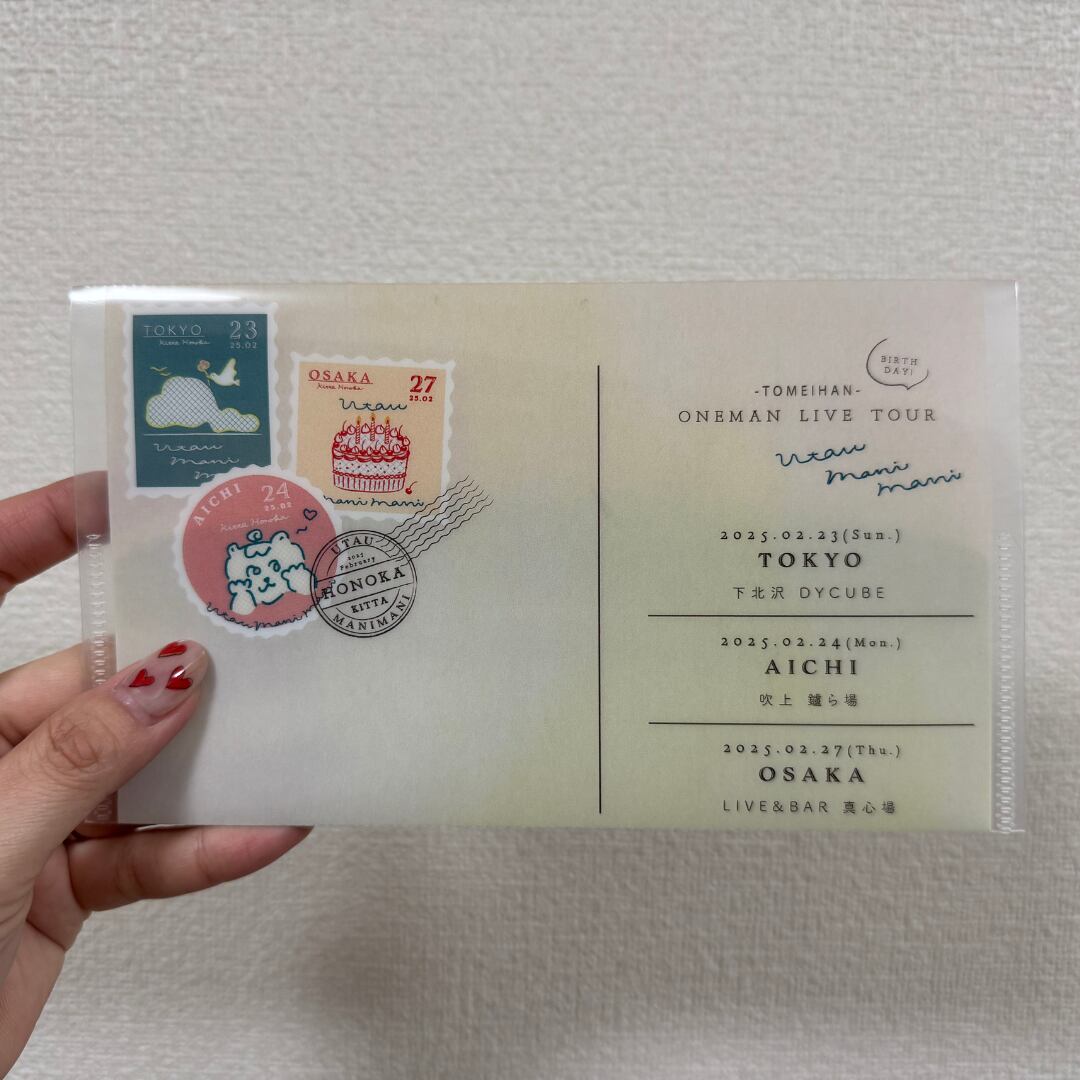 TOKYO 23
Kitta Honoka 25.02
Utau
mani
OSAKA 27
Kitta Honoka 25.02
Utau
mani mani
AICHI 24
25.02
Kitta Honoka
Utau mani
UTAU
2025
February
HONOKA
KITTA
MANIMANI
BIRTH
DAY!
-TOMEIHAN-
ONEMAN LIVE TOUR
Utau
mani
mani
2025.02.23(Sun.)
TOKYO
下北沢 DYCUBE
2025.02.24(Mon.)
AICHI
吹上 鑪ら場
2025.02.27(Thu.)
OSAKA
LIVE&BAR 真心場